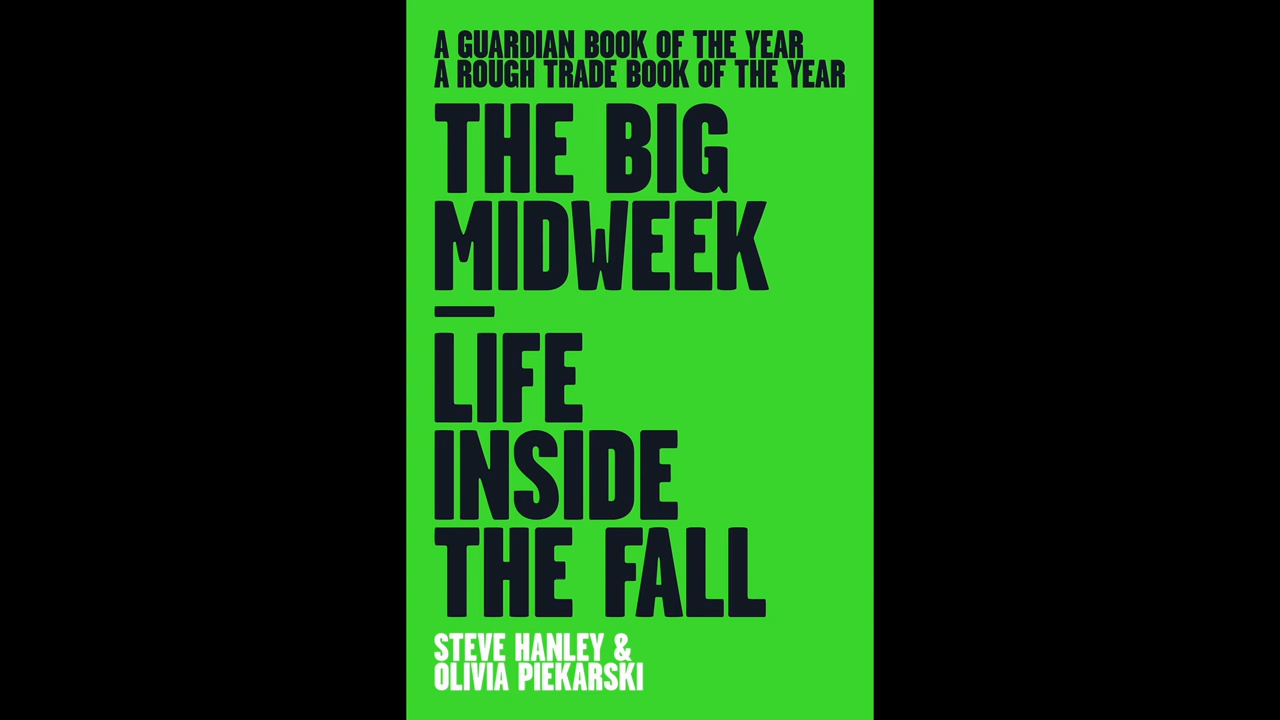 A GUARDIAN BOOK OF THE YEAR
A ROUGH TRADE BOOK OF THE YEAR
THE BIG
MIDWEEK
—
LIFE
INSIDE
THE FALL
STEVE HANLEY &
OLIVIA PIEKARSKI